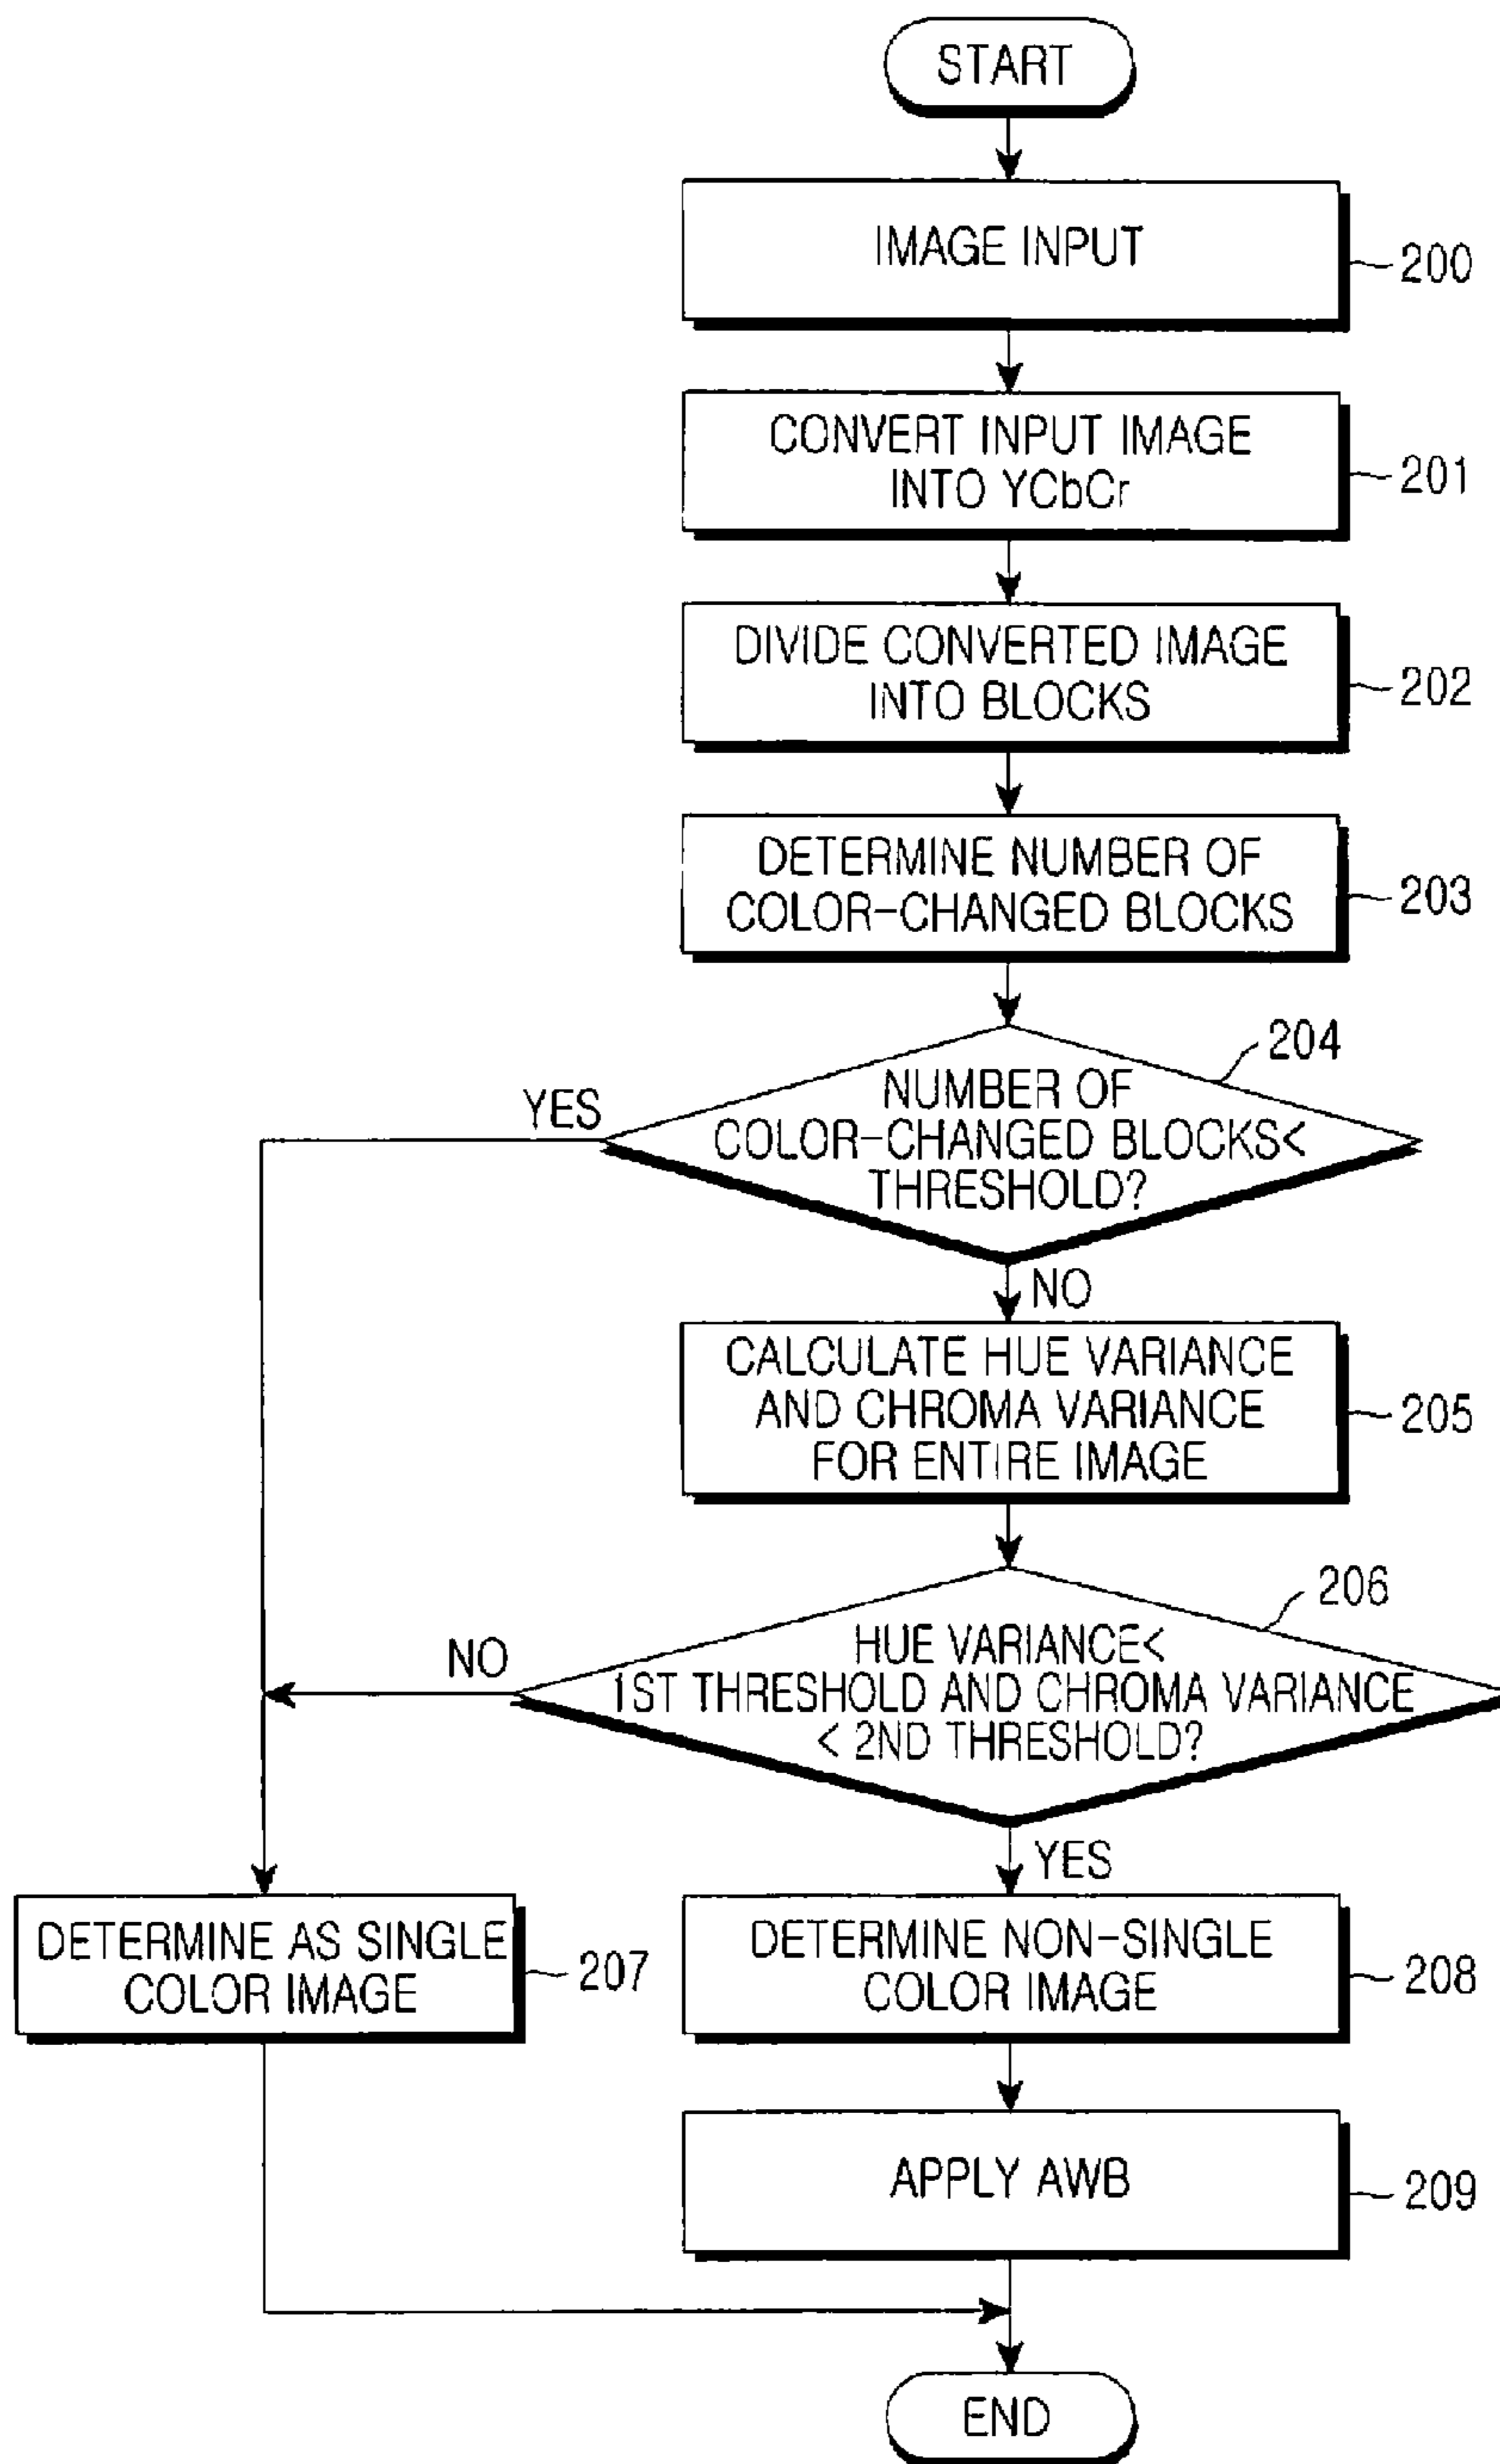 START
IMAGE INPUT
200
CONVERT INPUT IMAGE
INTO YCbCr
201
DIVIDE CONVERTED IMAGE
INTO BLOCKS
202
DETERMINE NUMBER OF
COLOR-CHANGED BLOCKS
203
204
NUMBER OF
COLOR-CHANGED BLOCKS<
THRESHOLD?
YES
NO
CALCULATE HUE VARIANCE
AND CHROMA VARIANCE
FOR ENTIRE IMAGE
205
206
HUE VARIANCE<
1ST THRESHOLD AND CHROMA VARIANCE
< 2ND THRESHOLD?
NO
YES
DETERMINE AS SINGLE
COLOR IMAGE
207
DETERMINE NON-SINGLE
COLOR IMAGE
208
APPLY AWB
209
END